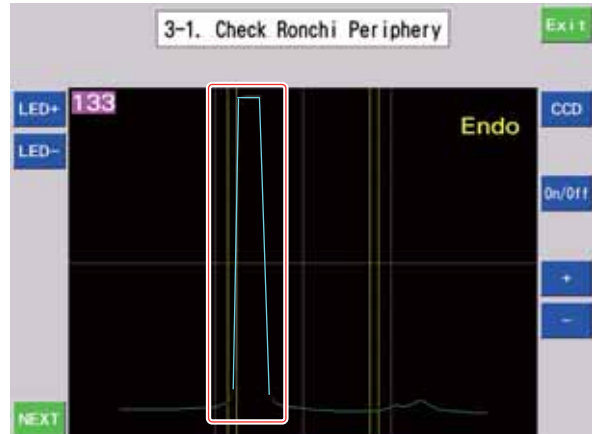 3-1. Check Ronchi Periphery
Exit
LED+
133
Endo
CCD
LED-
On/Off
+
-
NEXT